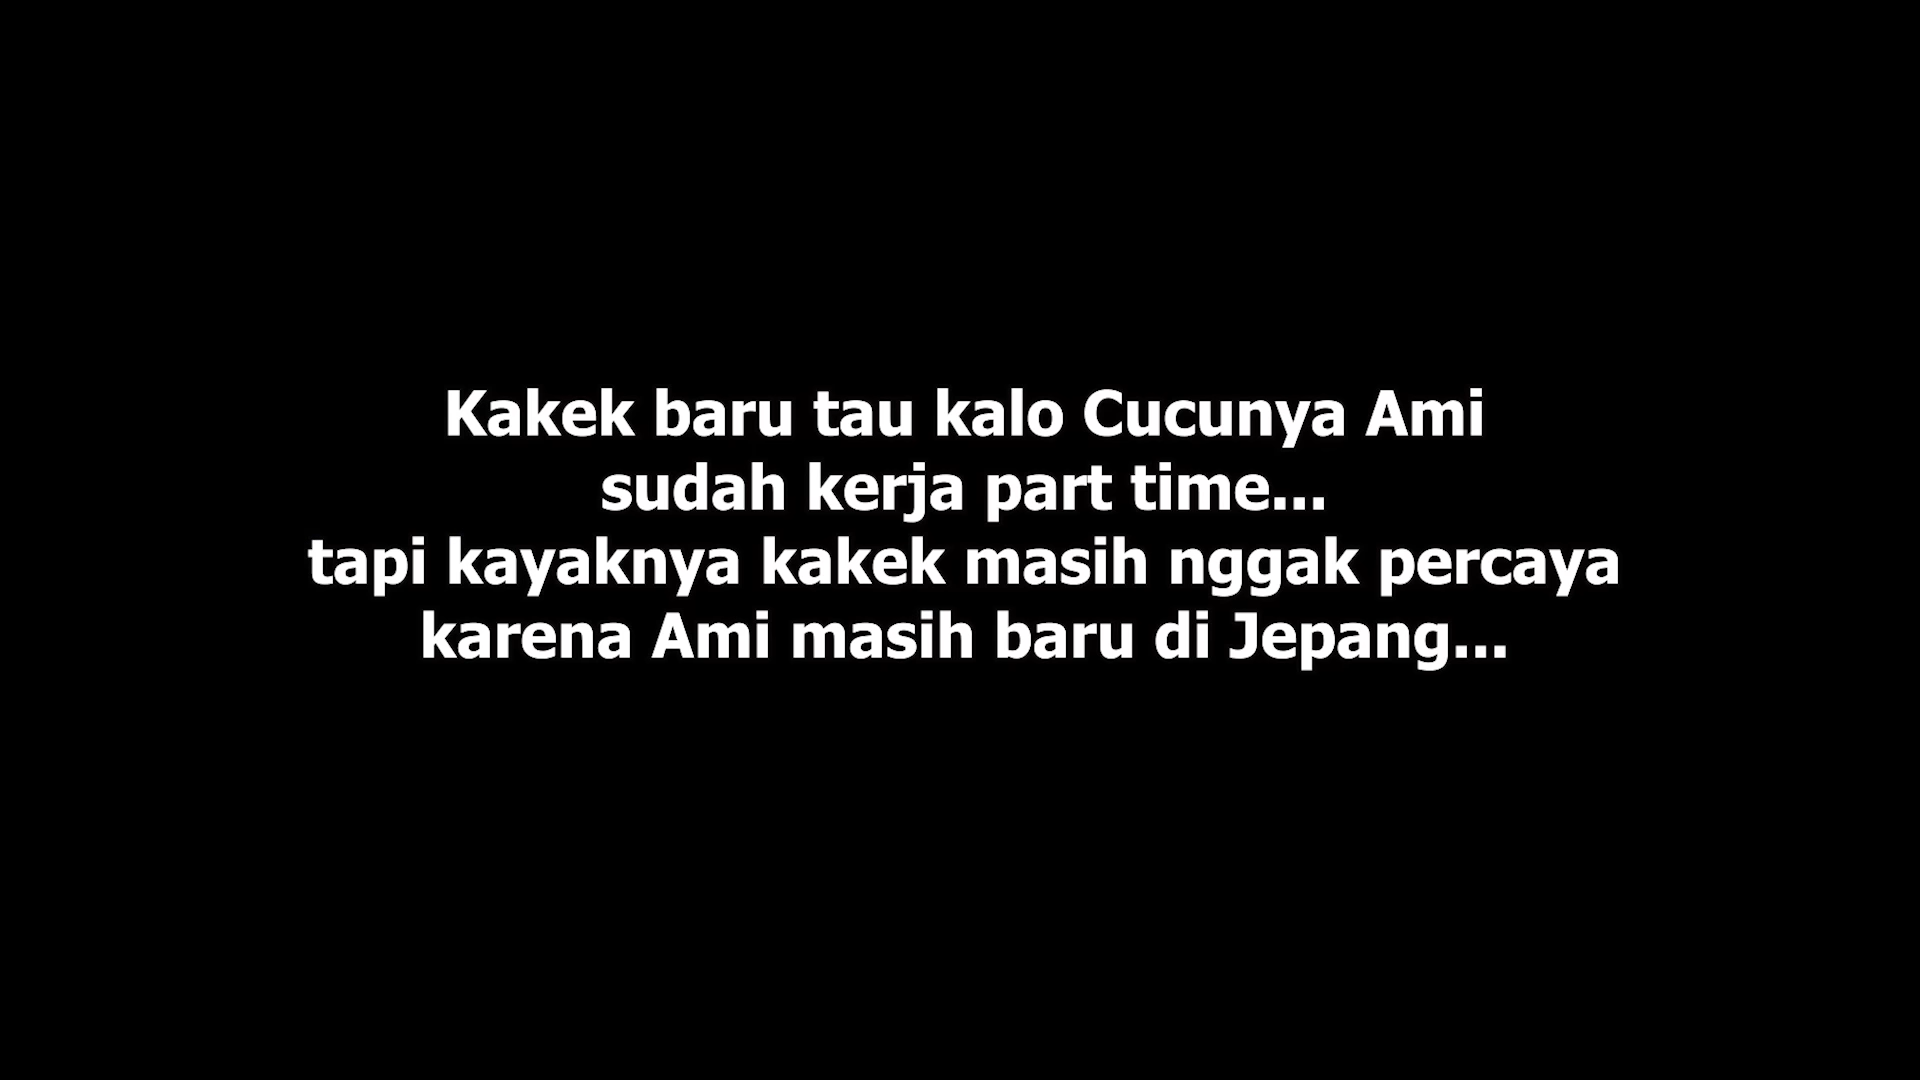 Kakek baru tau kalo Cucunya Ami
sudah kerja part time...
tapi kayaknya kakek masih nggak percaya
karena Ami masih baru di Jepang...